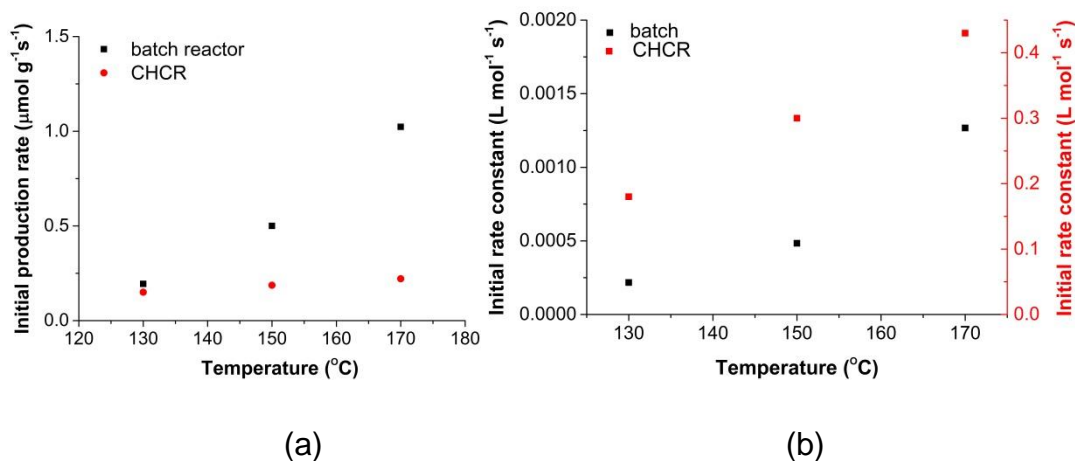 Initial production rate (μmol g⁻¹s⁻¹)
1.5
1.0
0.5
0.0
batch reactor
CHCR
120 130 140 150 160 170 180
Temperature (°C)
(a)
Initial rate constant (L mol⁻¹ s⁻¹)
0.0020
0.0015
0.0010
0.0005
0.0000
batch
CHCR
130 140 150 160 170
Temperature (°C)
0.4
0.3
0.2
0.1
0.0
Initial rate constant (L mol⁻¹ s⁻¹)
(b)